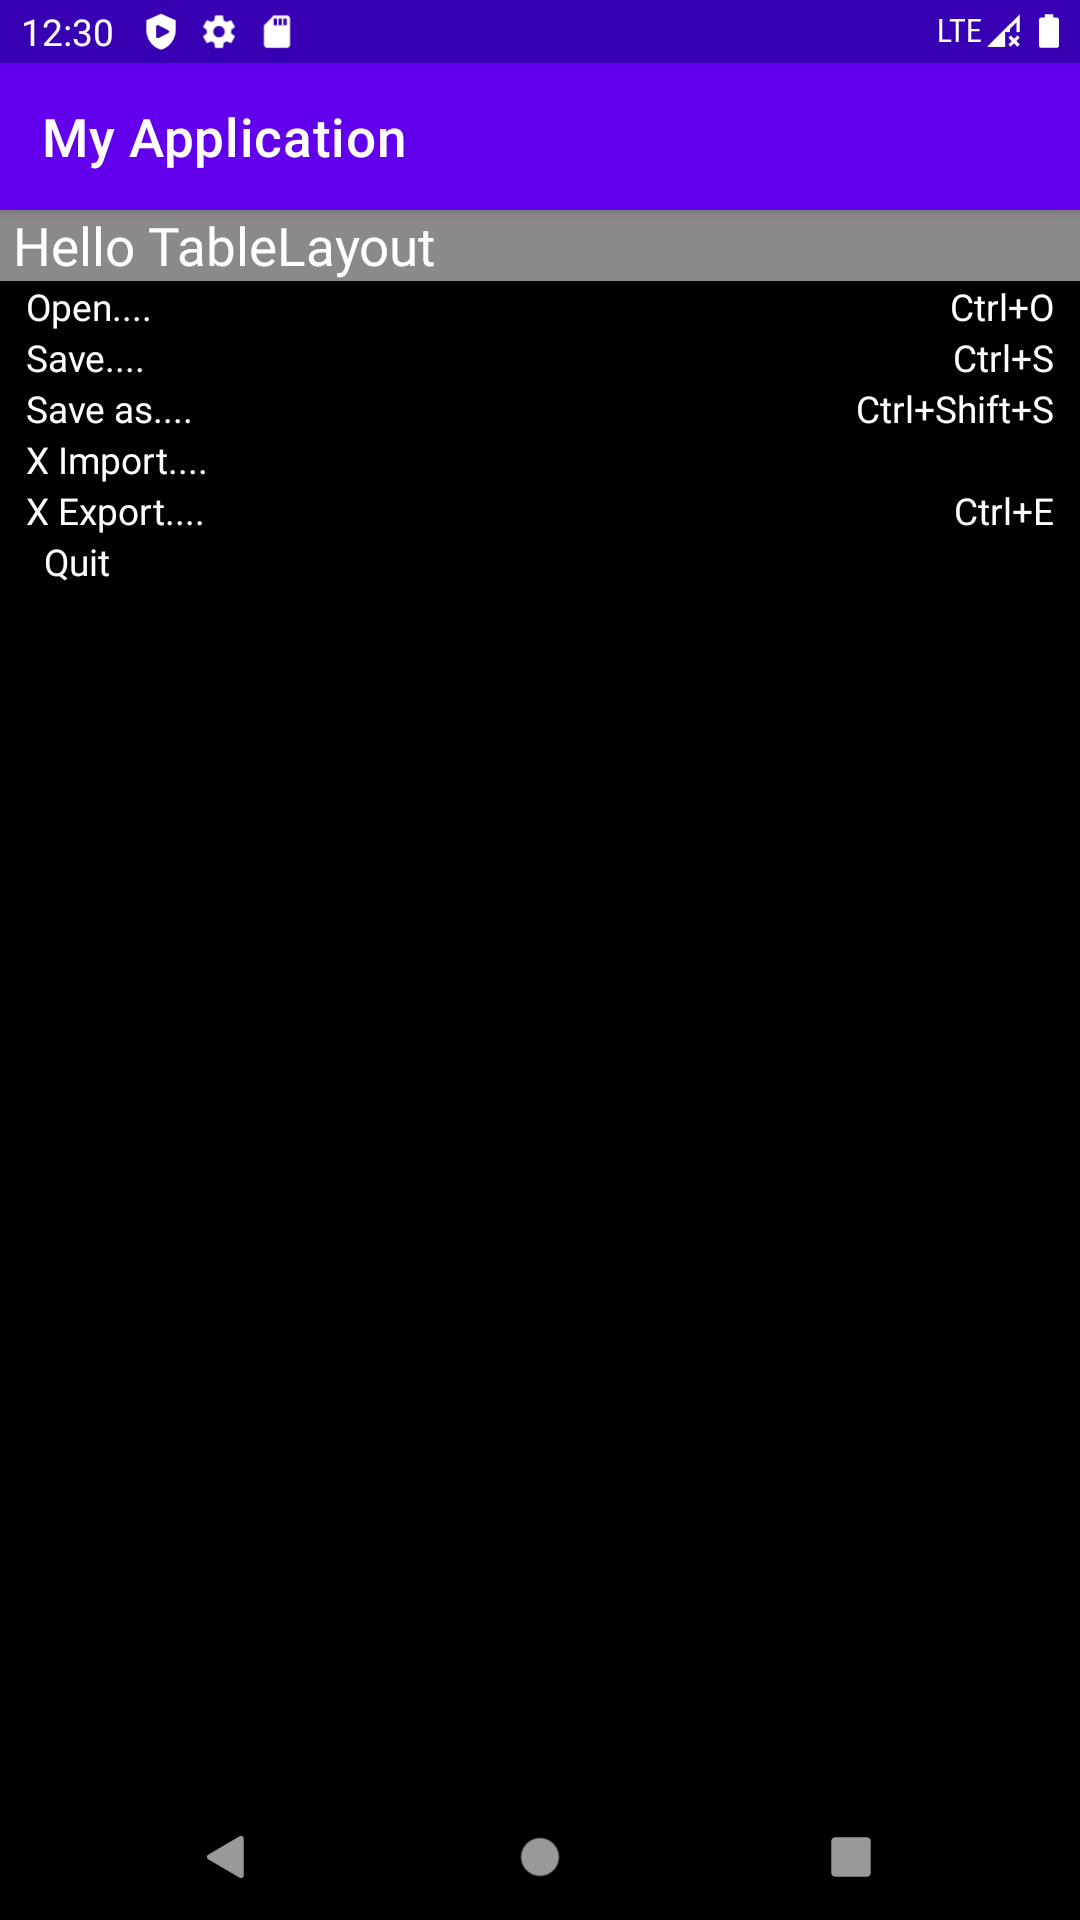 12:30 LTE
My Application
Hello TableLayout
Open.... Ctrl+O
Save.... Ctrl+S
Save as.... Ctrl+Shift+S
X Import....
X Export.... Ctrl+E
Quit